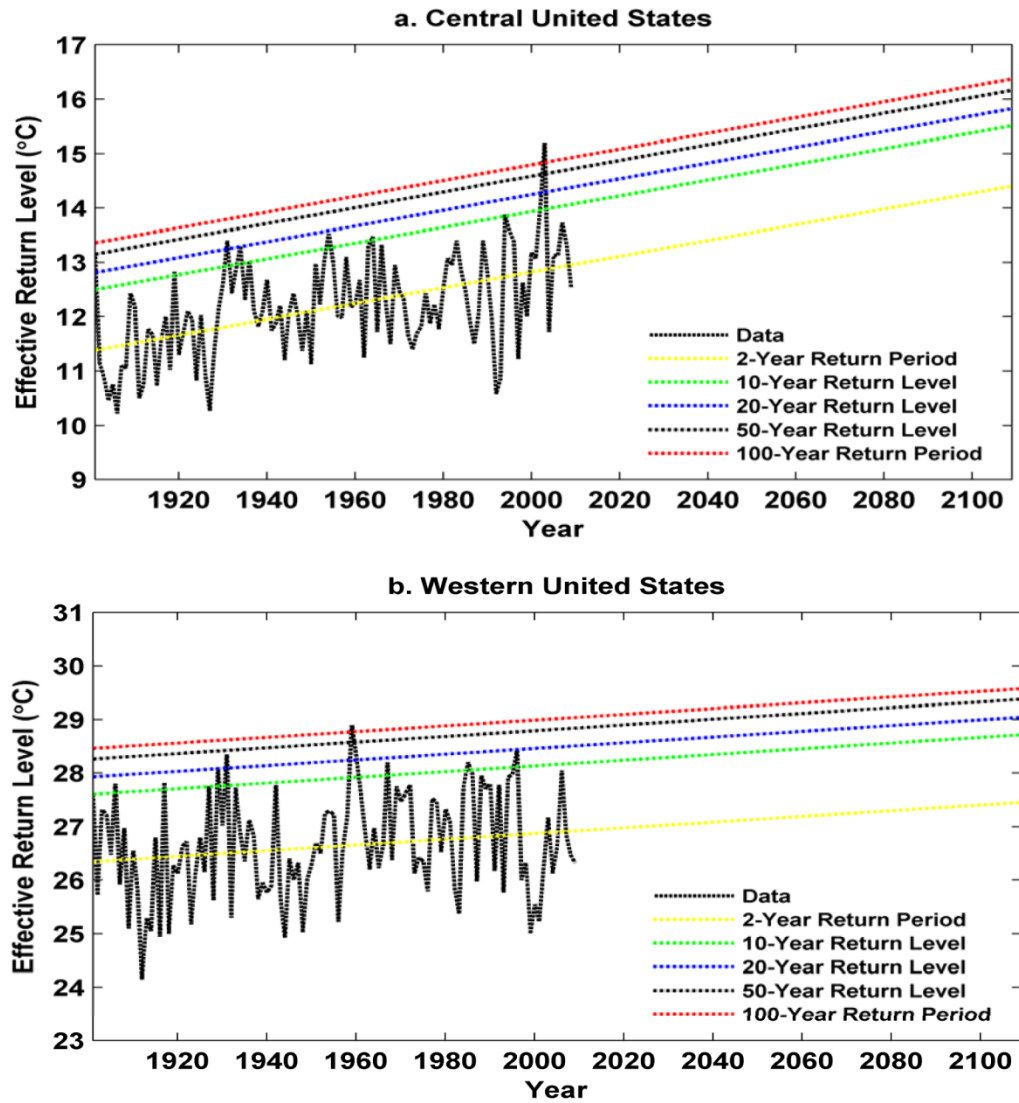 a. Central United States
17
16
15
14
13
12
11
10
9
Effective Return Level (°C)
Data
2-Year Return Period
10-Year Return Level
20-Year Return Level
50-Year Return Level
100-Year Return Period
1920 1940 1960 1980 2000 2020 2040 2060 2080 2100
Year
b. Western United States
31
30
29
28
27
26
25
24
23
Effective Return Level (°C)
Data
2-Year Return Period
10-Year Return Level
20-Year Return Level
50-Year Return Level
100-Year Return Period
1920 1940 1960 1980 2000 2020 2040 2060 2080 2100
Year